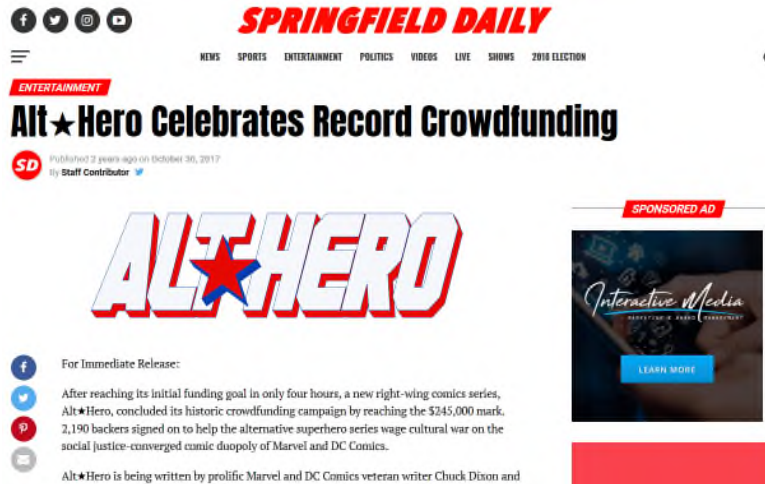 SPRINGFIELD DAILY
NEWS SPORTS ENTERTAINMENT POLITICS VIDEOS LIVE SHOWS 2018 ELECTION
ENTERTAINMENT
Alt★Hero Celebrates Record Crowdfunding
SD
Published 2 years ago on October 30, 2017
By Staff Contributor
SPONSORED AD
ALT★HERO
Interactive Media
MARKETING & BRAND MANAGEMENT
LEARN MORE
For Immediate Release:
After reaching its initial funding goal in only four hours, a new right-wing comics series,
Alt★Hero, concluded its historic crowdfunding campaign by reaching the $245,000 mark.
2,190 backers signed on to help the alternative superhero series wage cultural war on the
social justice-converged comic duopoly of Marvel and DC Comics.
Alt★Hero is being written by prolific Marvel and DC Comics veteran writer Chuck Dixon and